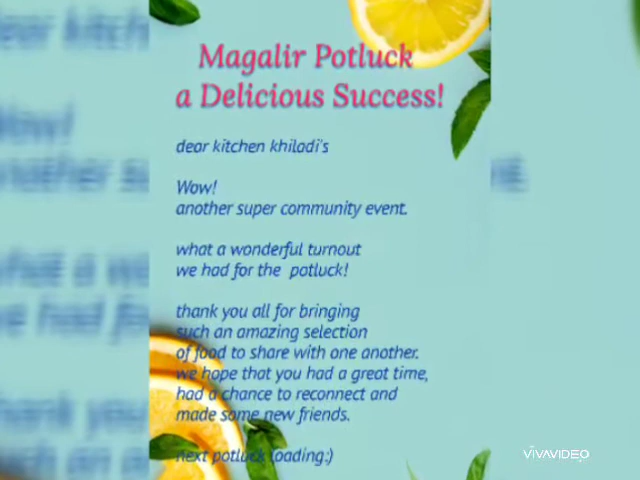 Magalir Potluck
a Delicious Success!
dear kitchen khiladi's
Wow!
another super community event.
what a wonderful turnout
we had for the potluck!
thank you all for bringing
such an amazing selection
of food to share with one another.
we hope that you had a great time,
had a chance to reconnect and
made some new friends.
next potluck loading:)
VIVAVIDEO